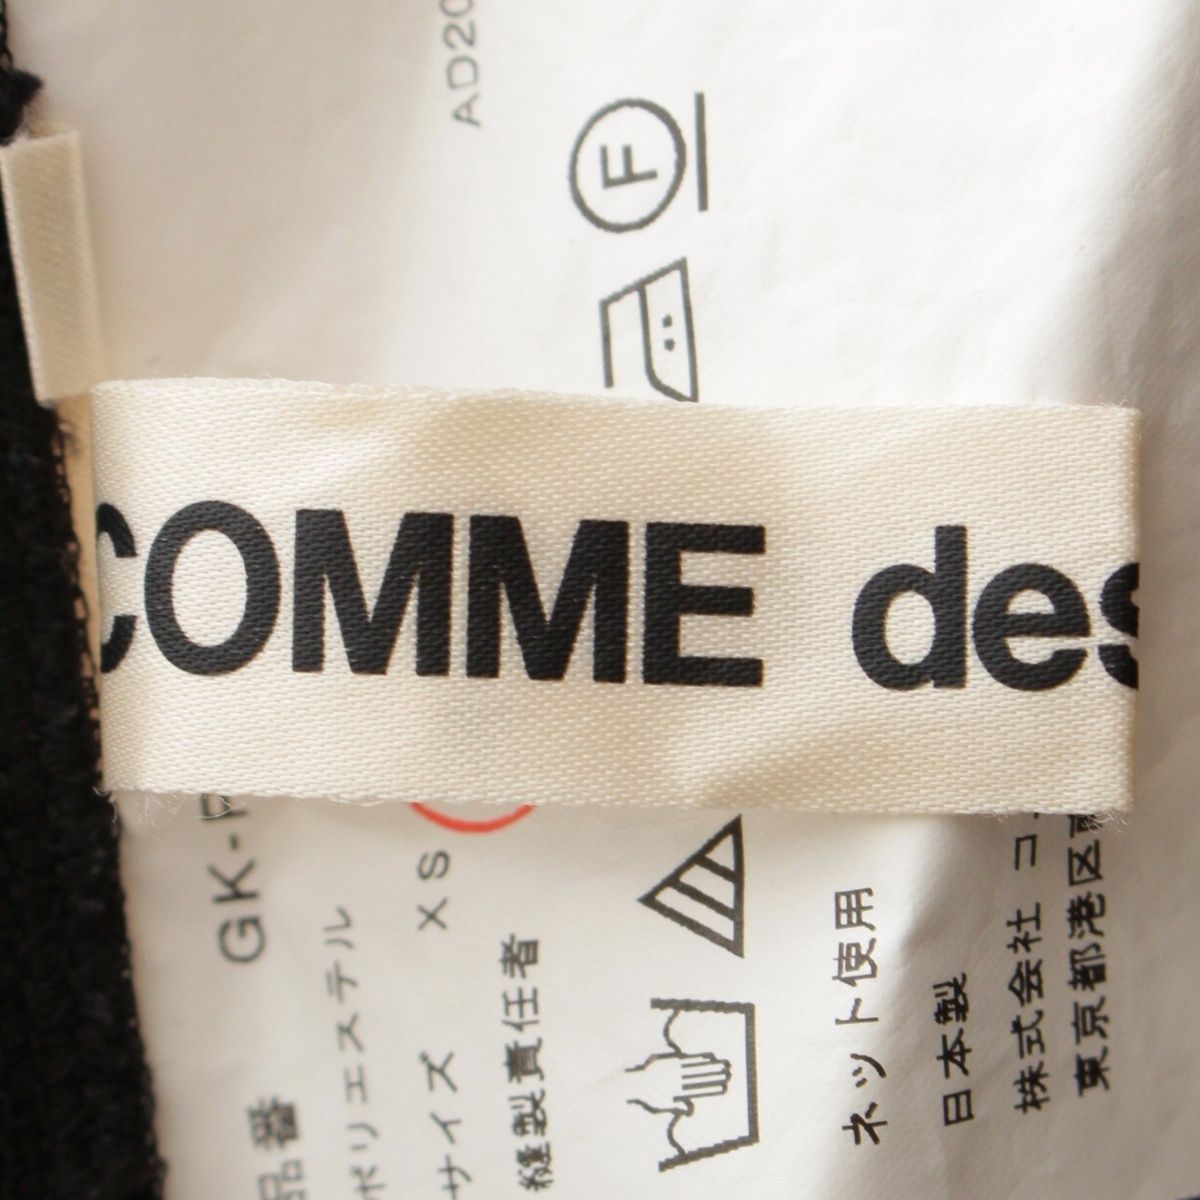 COMME des
AD20
F
品番 GK-
ポリエステル
サイズ XS
縫製責任者
ネット使用
日本製
株式会社 コ
東京都港区